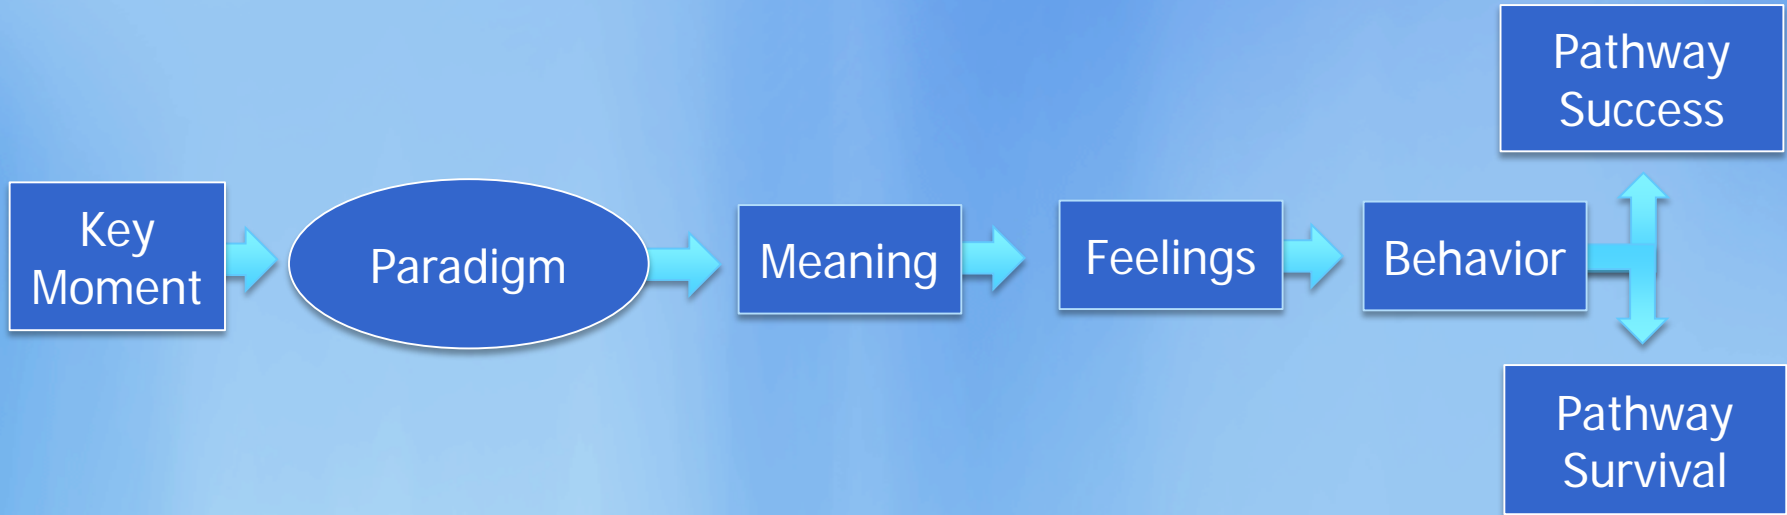 Key
Moment
Paradigm
Meaning
Feelings
Behavior
Pathway
Success
Pathway
Survival